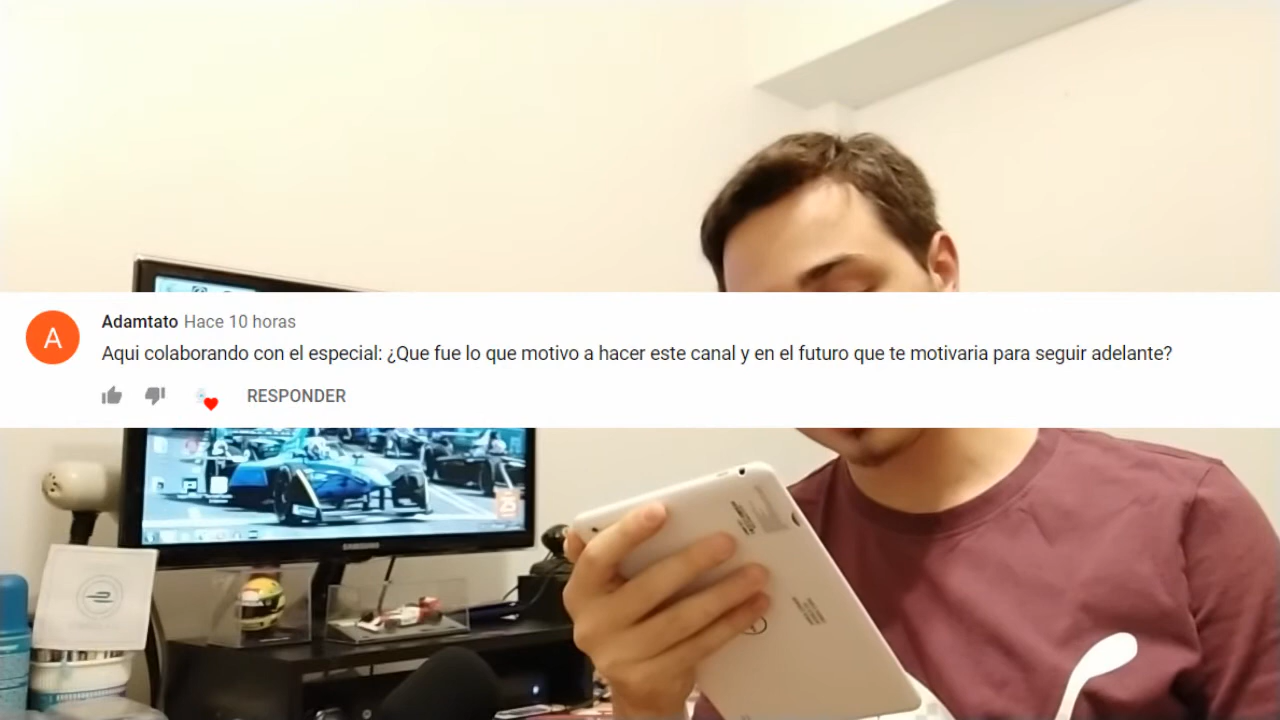 Adamtato Hace 10 horas
Aqui colaborando con el especial: ¿Que fue lo que motivo a hacer este canal y en el futuro que te motivaria para seguir adelante?
RESPONDER
SAMSUNG